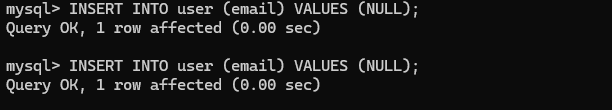 mysql> INSERT INTO user (email) VALUES (NULL);
Query OK, 1 row affected (0.00 sec)
mysql> INSERT INTO user (email) VALUES (NULL);
Query OK, 1 row affected (0.00 sec)